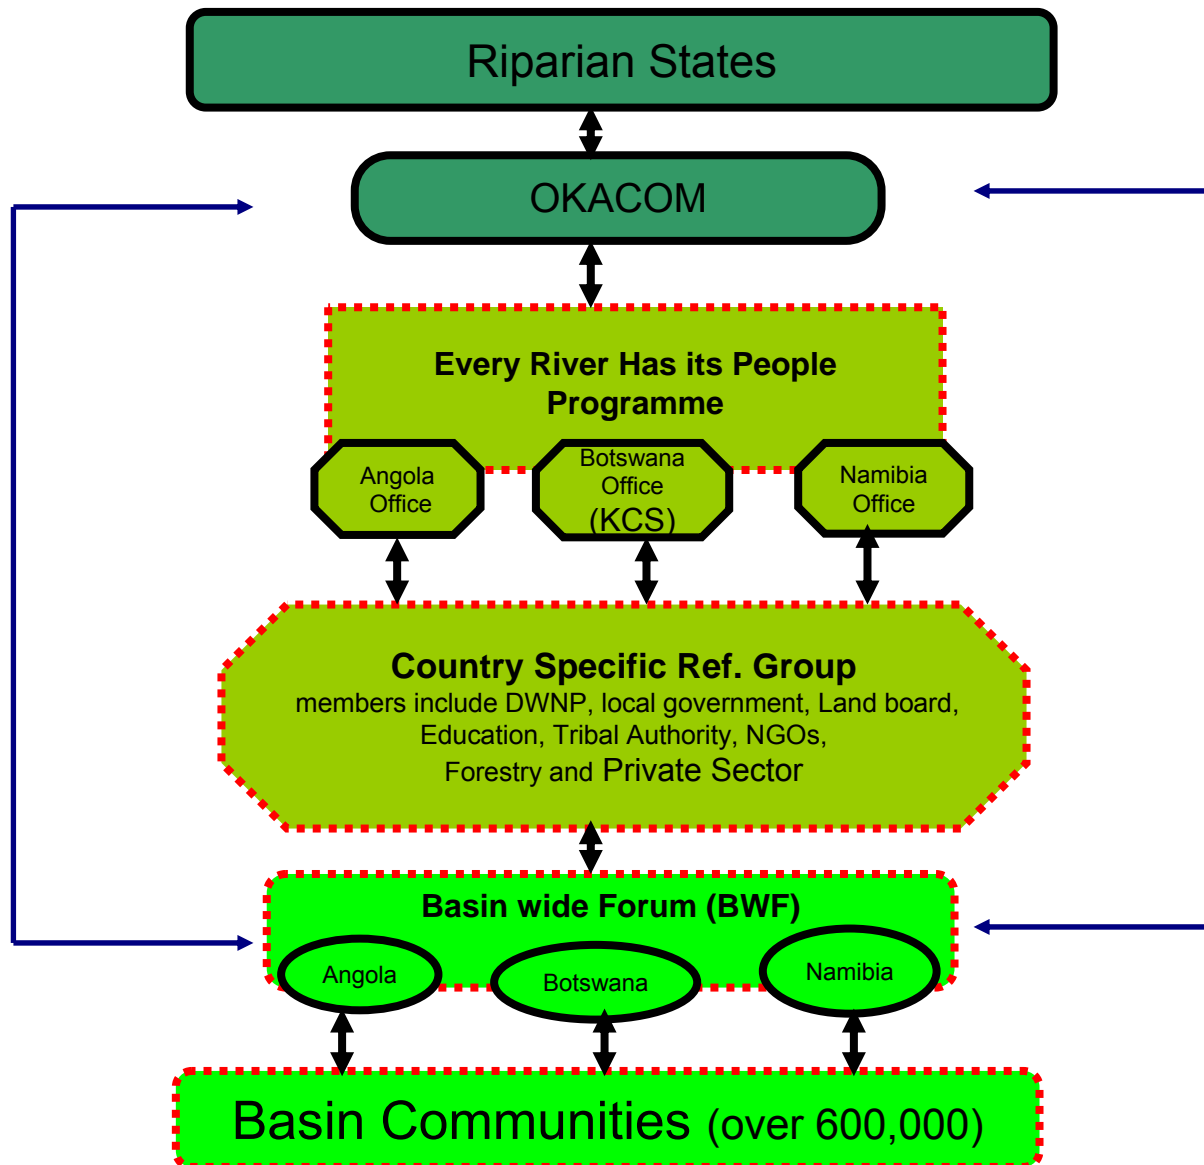 Riparian States
OKACOM
Every River Has its People
Programme
Angola
Office
Botswana
Office
(KCS)
Namibia
Office
Country Specific Ref. Group
members include DWNP, local government, Land board,
Education, Tribal Authority, NGOs,
Forestry and Private Sector
Basin wide Forum (BWF)
Angola
Botswana
Namibia
Basin Communities (over 600,000)